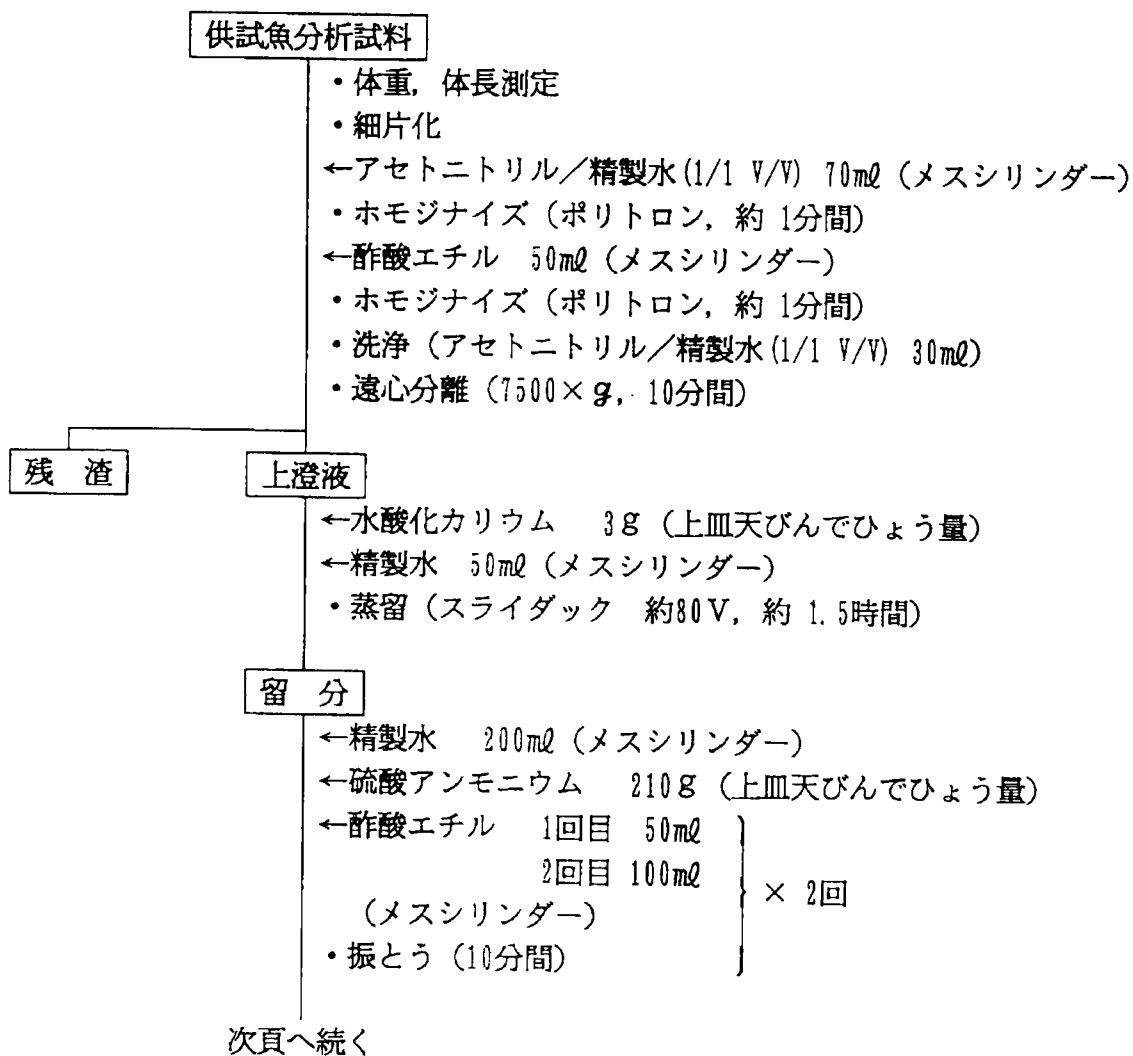 供試魚分析試料
・体重, 体長測定
・細片化
←アセトニトリル／精製水(1/1 V/V) 70mℓ (メスシリンダー)
・ホモジナイズ (ポリトロン, 約 1分間)
←酢酸エチル 50mℓ (メスシリンダー)
・ホモジナイズ (ポリトロン, 約 1分間)
・洗浄 (アセトニトリル／精製水(1/1 V/V) 30mℓ)
・遠心分離 (7500×g, 10分間)
残 渣 上澄液
←水酸化カリウム 3g (上皿天びんでひょう量)
←精製水 50mℓ (メスシリンダー)
・蒸留 (スライダック 約80V, 約 1.5時間)
留 分
←精製水 200mℓ (メスシリンダー)
←硫酸アンモニウム 210g (上皿天びんでひょう量)
←酢酸エチル 1回目 50mℓ
2回目 100mℓ
× 2回
(メスシリンダー)
・振とう (10分間)
次頁へ続く